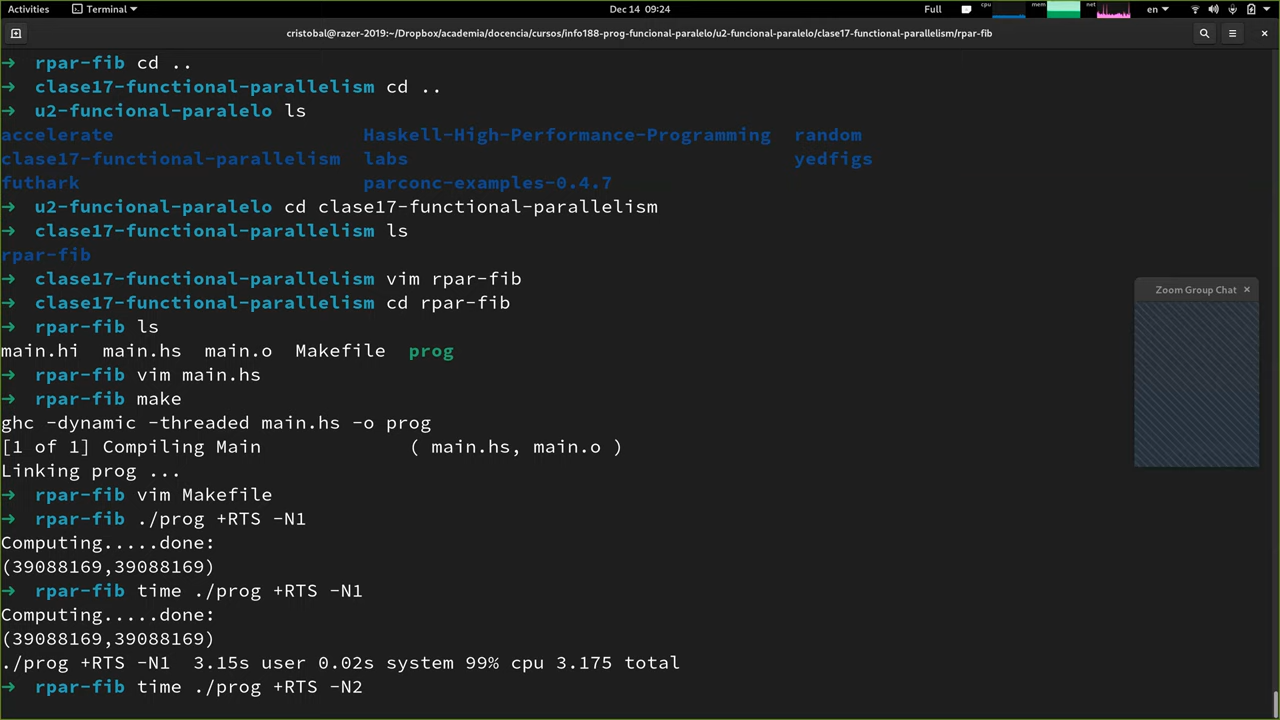 Activities Terminal Dec 14 09:24 Full cpu mem net en
cristobal@razer-2019:~/Dropbox/academia/docencia/cursos/info188-prog-funcional-paralelo/u2-funcional-paralelo/clase17-functional-parallelism/rpar-fib
→ rpar-fib cd ..
→ clase17-functional-parallelism cd ..
→ u2-funcional-paralelo ls
accelerate Haskell-High-Performance-Programming random
clase17-functional-parallelism labs yedfigs
futhark parconc-examples-0.4.7
→ u2-funcional-paralelo cd clase17-functional-parallelism
→ clase17-functional-parallelism ls
rpar-fib
→ clase17-functional-parallelism vim rpar-fib
→ clase17-functional-parallelism cd rpar-fib
→ rpar-fib ls
main.hi main.hs main.o Makefile prog
→ rpar-fib vim main.hs
→ rpar-fib make
ghc -dynamic -threaded main.hs -o prog
[1 of 1] Compiling Main ( main.hs, main.o )
Linking prog ...
→ rpar-fib vim Makefile
→ rpar-fib ./prog +RTS -N1
Computing.....done:
(39088169,39088169)
→ rpar-fib time ./prog +RTS -N1
Computing.....done:
(39088169,39088169)
./prog +RTS -N1 3.15s user 0.02s system 99% cpu 3.175 total
→ rpar-fib time ./prog +RTS -N2
Zoom Group Chat ×